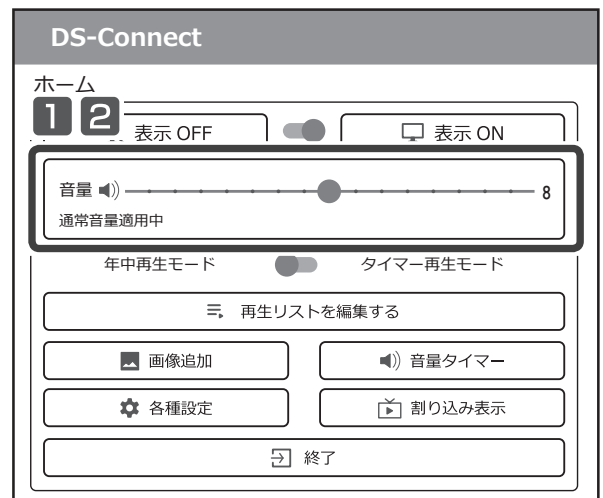 DS-Connect
ホーム
1 2
表示 OFF
表示 ON
音量 8
通常音量適用中
年中再生モード
タイマー再生モード
再生リストを編集する
画像追加
音量タイマー
各種設定
割り込み表示
終了